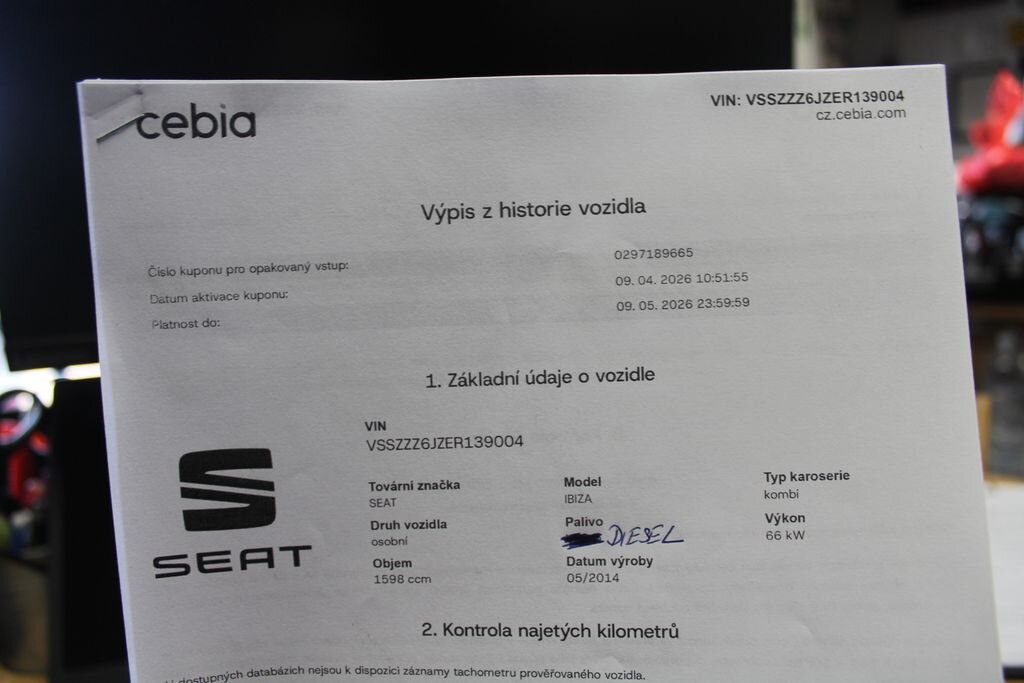 cebia
VIN: VSSZZZ6JZER139004
cz.cebia.com
Výpis z historie vozidla
Číslo kuponu pro opakovaný vstup: 0297189665
Datum aktivace kuponu: 09. 04. 2026 10:51:55
Platnost do: 09. 05. 2026 23:59:59
1. Základní údaje o vozidle
VIN
VSSZZZ6JZER139004
Tovární značka Model Typ karoserie
SEAT IBIZA kombi
Druh vozidla Palivo Výkon
osobní DIESEL 66 kW
Objem Datum výroby
1598 ccm 05/2014
SEAT
2. Kontrola najetých kilometrů
dostupných databázích nejsou k dispozici záznamy tachometru prověřovaného vozidla.